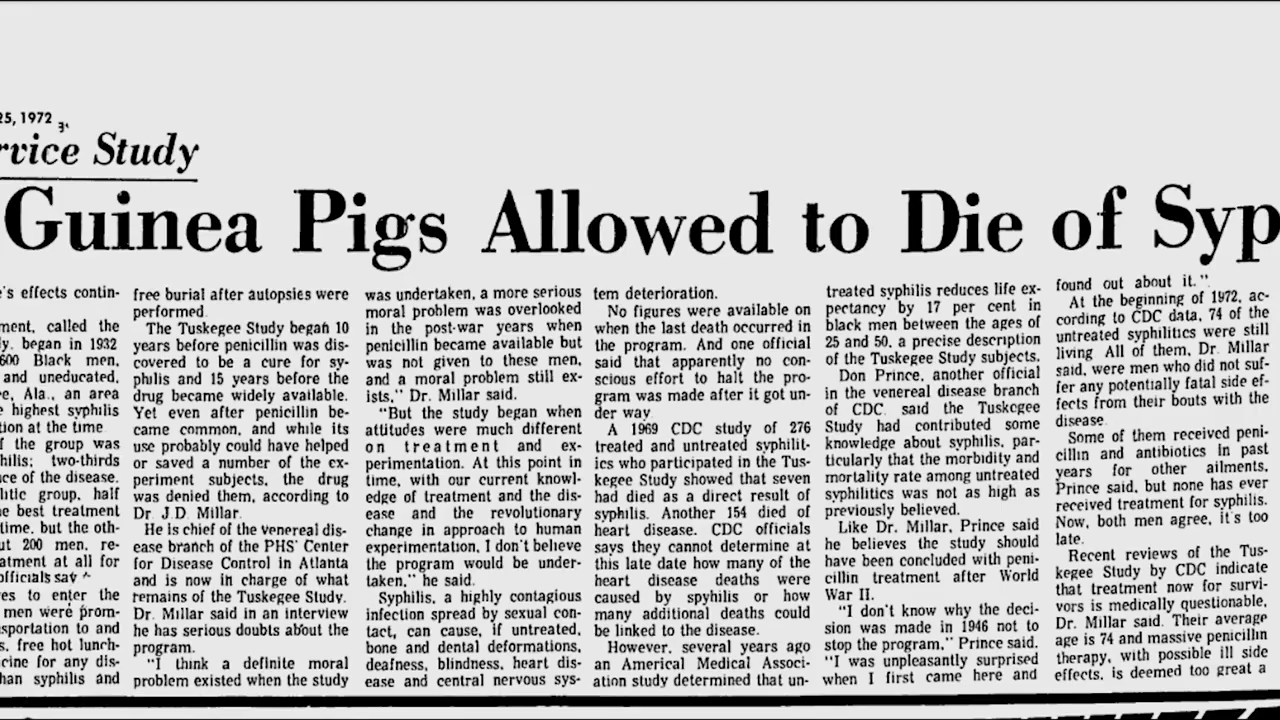 25, 1972
rvice Study
Guinea Pigs Allowed to Die of Syp
e's effects contin-
ment, called the
ly. began in 1932
600 Black men,
and uneducated,
e, Ala., an area
e highest syphilis
tion at the time
f the group was
hilis; two-thirds
ce of the disease.
litic group, half
e best treatment
time, but the oth-
ut 200 men, re-
atment at all for
officials say
es to enter the
men were prom-
sportation to and
s, free hot lunch-
cine for any dis-
han syphilis and
free burial after autopsies were
performed.
The Tuskegee Study began 10
years before penicillin was dis-
covered to be a cure for sy-
philis and 15 years before the
drug became widely available.
Yet even after penicillin be-
came common, and while its
use probably could have helped
or saved a number of the ex-
periment subjects, the drug
was denied them, according to
Dr. J.D. Millar.
He is chief of the venereal dis-
ease branch of the PHS' Center
for Disease Control in Atlanta
and is now in charge of what
remains of the Tuskegee Study.
Dr. Millar said in an interview
he has serious doubts about the
program.
"I think a definite moral
problem existed when the study
was undertaken, a more serious
moral problem was overlooked
in the post-war years when
penicillin became available but
was not given to these men,
and a moral problem still ex-
ists," Dr. Millar said.
"But the study began when
attitudes were much different
on treatment and ex-
perimentation. At this point in
time, with our current knowl-
edge of treatment and the dis-
ease and the revolutionary
change in approach to human
experimentation, I don't believe
the program would be under-
taken," he said.
Syphilis, a highly contagious
infection spread by sexual con-
tact, can cause, if untreated,
bone and dental deformations,
deafness, blindness, heart dis-
ease and central nervous sys-
tem deterioration.
No figures were available on
when the last death occurred in
the program. And one official
said that apparently no con-
scious effort to halt the pro-
gram was made after it got un-
der way.
A 1969 CDC study of 276
treated and untreated syphilit-
ics who participated in the Tus-
kegee Study showed that seven
had died as a direct result of
syphilis. Another 154 died of
heart disease. CDC officials
says they cannot determine at
this late date how many of the
heart disease deaths were
caused by spyhilis or how
many additional deaths could
be linked to the disease.
However, several years ago
an Americal Medical Associ-
ation study determined that un-
treated syphilis reduces life ex-
pectancy by 17 per cent in
black men between the ages of
25 and 50, a precise description
of the Tuskegee Study subjects.
Don Prince, another official
in the venereal disease branch
of CDC said the Tuskegee
Study had contributed some
knowledge about syphilis, par-
ticularly that the morbidity and
mortality rate among untreated
syphilitics was not as high as
previously believed.
Like Dr. Millar, Prince said
he believes the study should
have been concluded with peni-
cillin treatment after World
War II.
"I don't know why the deci-
sion was made in 1946 not to
stop the program," Prince said.
"I was unpleasantly surprised
when I first came here and
found out about it."
At the beginning of 1972, ac-
cording to CDC data, 74 of the
untreated syphilitics were still
living All of them, Dr. Millar
said, were men who did not suf-
fer any potentially fatal side ef-
fects from their bouts with the
disease.
Some of them received peni-
cillin and antibiotics in past
years for other ailments,
Prince said, but none has ever
received treatment for syphilis.
Now, both men agree, it's too
late.
Recent reviews of the Tus-
kegee Study by CDC indicate
that treatment now for survi-
vors is medically questionable,
Dr. Millar said. Their average
age is 74 and massive penicillin
therapy, with possible ill side
effects, is deemed too great a